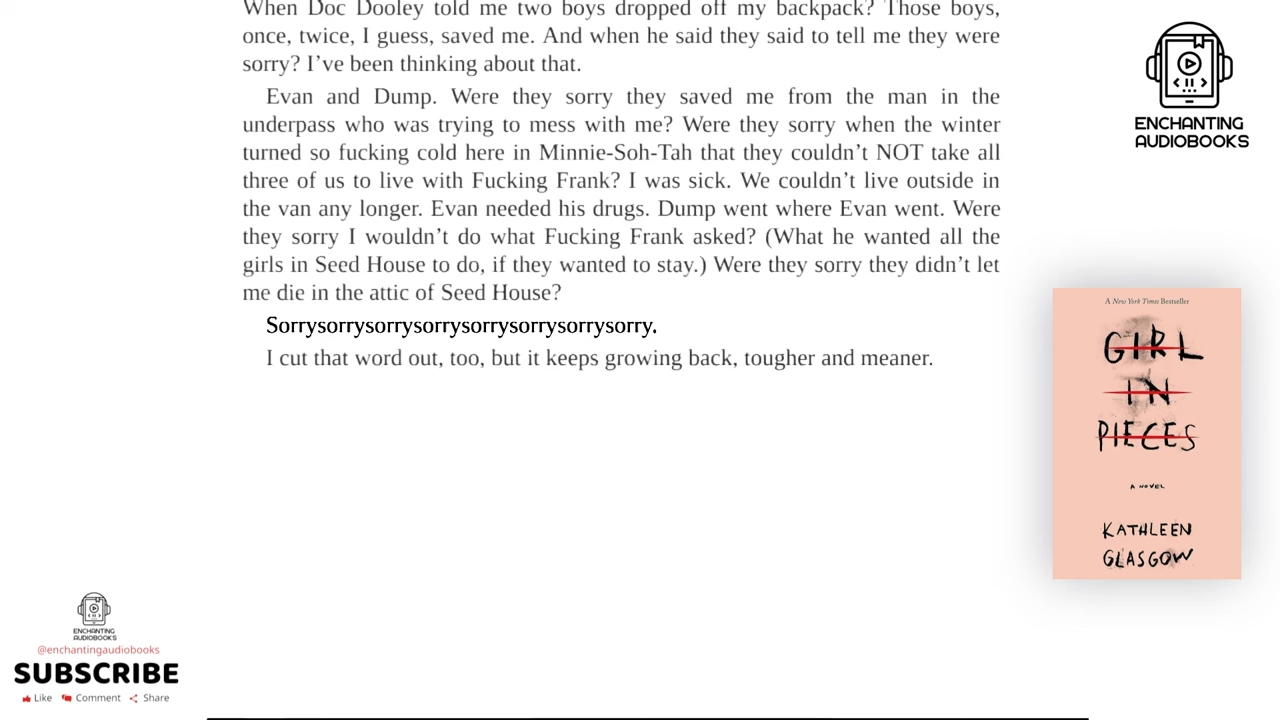 When Doc Dooley told me two boys dropped off my backpack? Those boys,
once, twice, I guess, saved me. And when he said they said to tell me they were
sorry? I’ve been thinking about that.
Evan and Dump. Were they sorry they saved me from the man in the
underpass who was trying to mess with me? Were they sorry when the winter
turned so fucking cold here in Minnie-Soh-Tah that they couldn’t NOT take all
three of us to live with Fucking Frank? I was sick. We couldn’t live outside in
the van any longer. Evan needed his drugs. Dump went where Evan went. Were
they sorry I wouldn’t do what Fucking Frank asked? (What he wanted all the
girls in Seed House to do, if they wanted to stay.) Were they sorry they didn’t let
me die in the attic of Seed House?
Sorrysorrysorrysorrysorrysorrysorrysorry.
I cut that word out, too, but it keeps growing back, tougher and meaner.
ENCHANTING
AUDIOBOOKS
A New York Times Bestseller
GIRL
IN
PIECES
A NOVEL
KATHLEEN
GLASGOW
ENCHANTING
AUDIOBOOKS
@enchantingaudiobooks
SUBSCRIBE
Like Comment Share